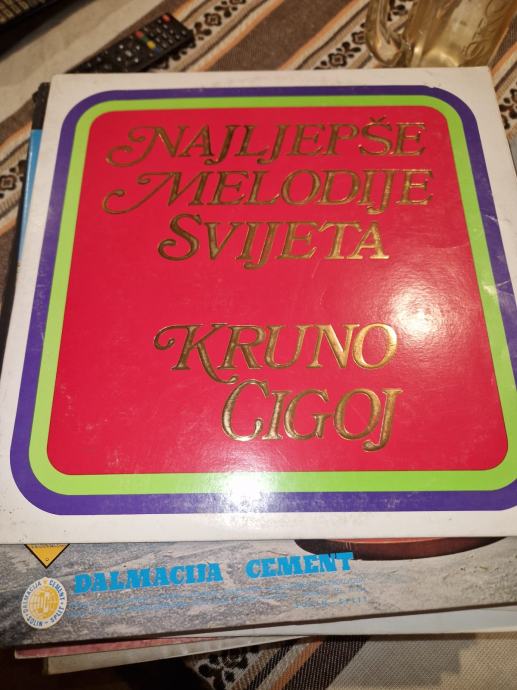 NAJLJEPŠE
MELODIJE
SVIJETA
KRUNO
CIGOJ
DALMACIJA CEMENT